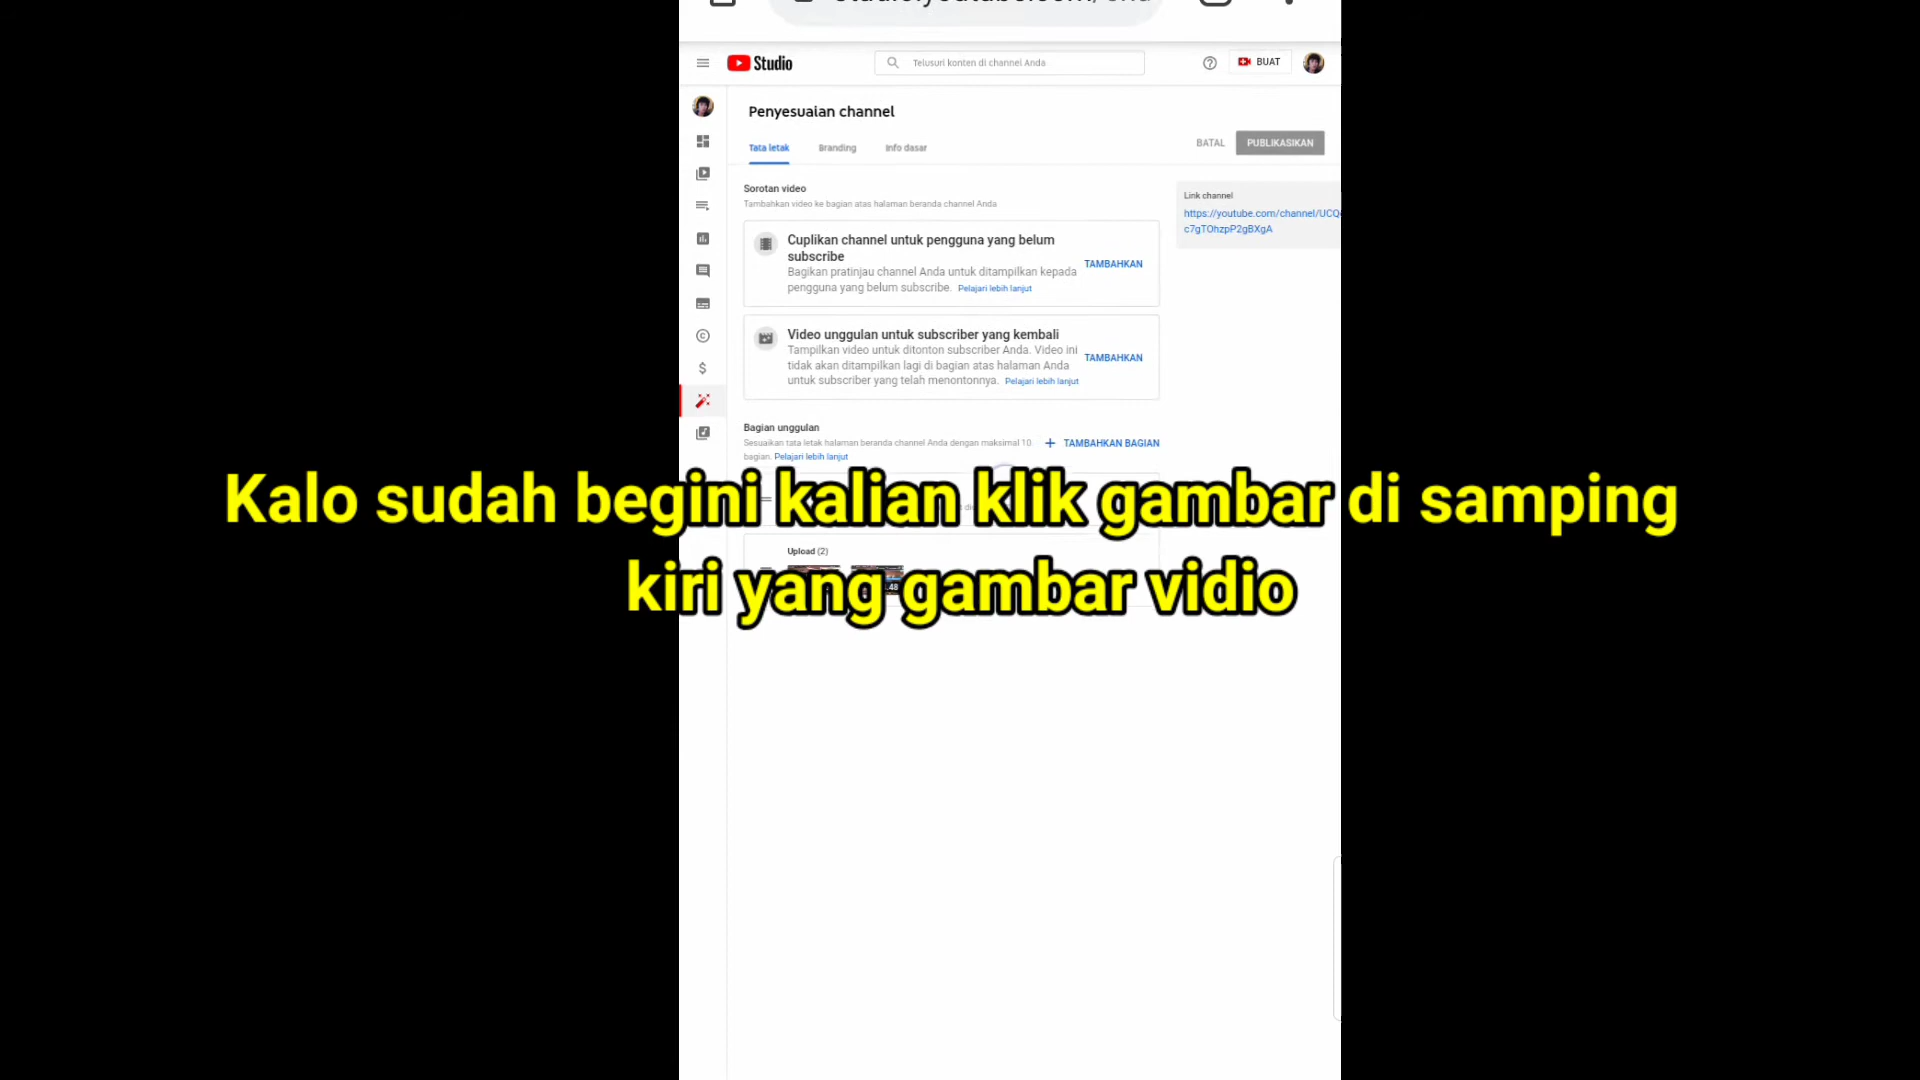 Studio
Telusuri konten di channel Anda
BUAT
Penyesuaian channel
Tata letak
Branding
Info dasar
BATAL
PUBLIKASIKAN
Sorotan video
Tambahkan video ke bagian atas halaman beranda channel Anda
Link channel
https://youtube.com/channel/UCQ
c7gTOhzpP2gBXgA
Cuplikan channel untuk pengguna yang belum
subscribe
Bagikan pratinjau channel Anda untuk ditampilkan kepada
pengguna yang belum subscribe. Pelajari lebih lanjut
TAMBAHKAN
Video unggulan untuk subscriber yang kembali
Tampilkan video untuk ditonton subscriber Anda. Video ini
tidak akan ditampilkan lagi di bagian atas halaman Anda
untuk subscriber yang telah menontonnya. Pelajari lebih lanjut
TAMBAHKAN
Bagian unggulan
Sesuaikan tata letak halaman beranda channel Anda dengan maksimal 10
bagian. Pelajari lebih lanjut
+ TAMBAHKAN BAGIAN
Kalo sudah begini kalian klik gambar di samping
Upload (2)
kiri yang gambar vidio